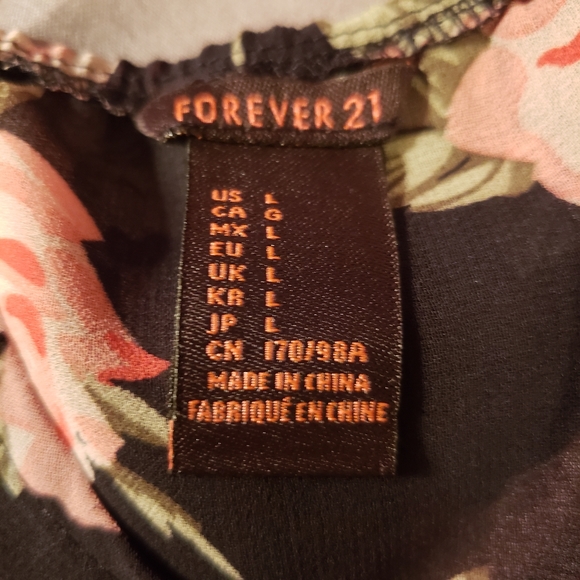 FOREVER 21
US L
CA G
MX L
EU L
UK L
KR L
JP L
CN 170/98A
MADE IN CHINA
FABRIQUÉ EN CHINE